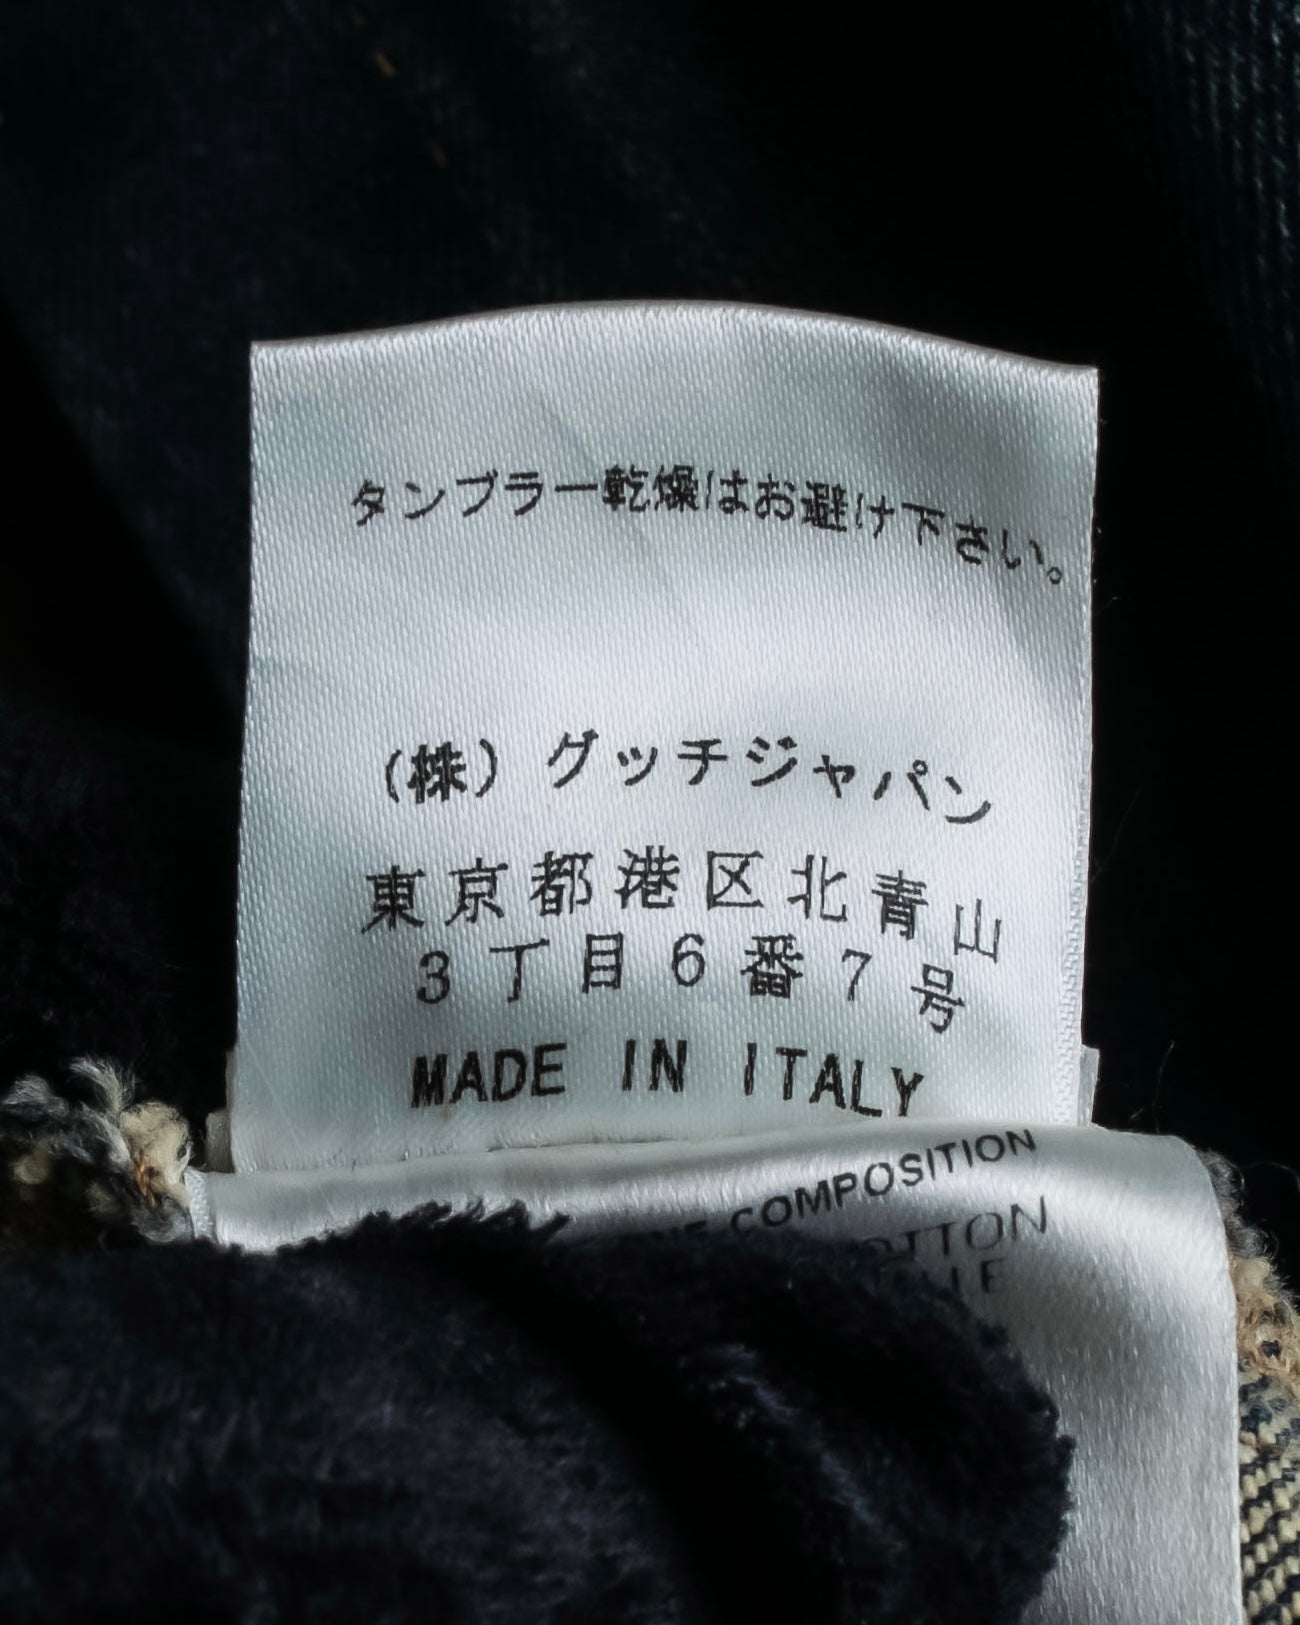 タンブラー乾燥はお避け下さい。
(株) グッチジャパン
東京都港区北青山
3丁目6番7号
MADE IN ITALY
COMPOSITION